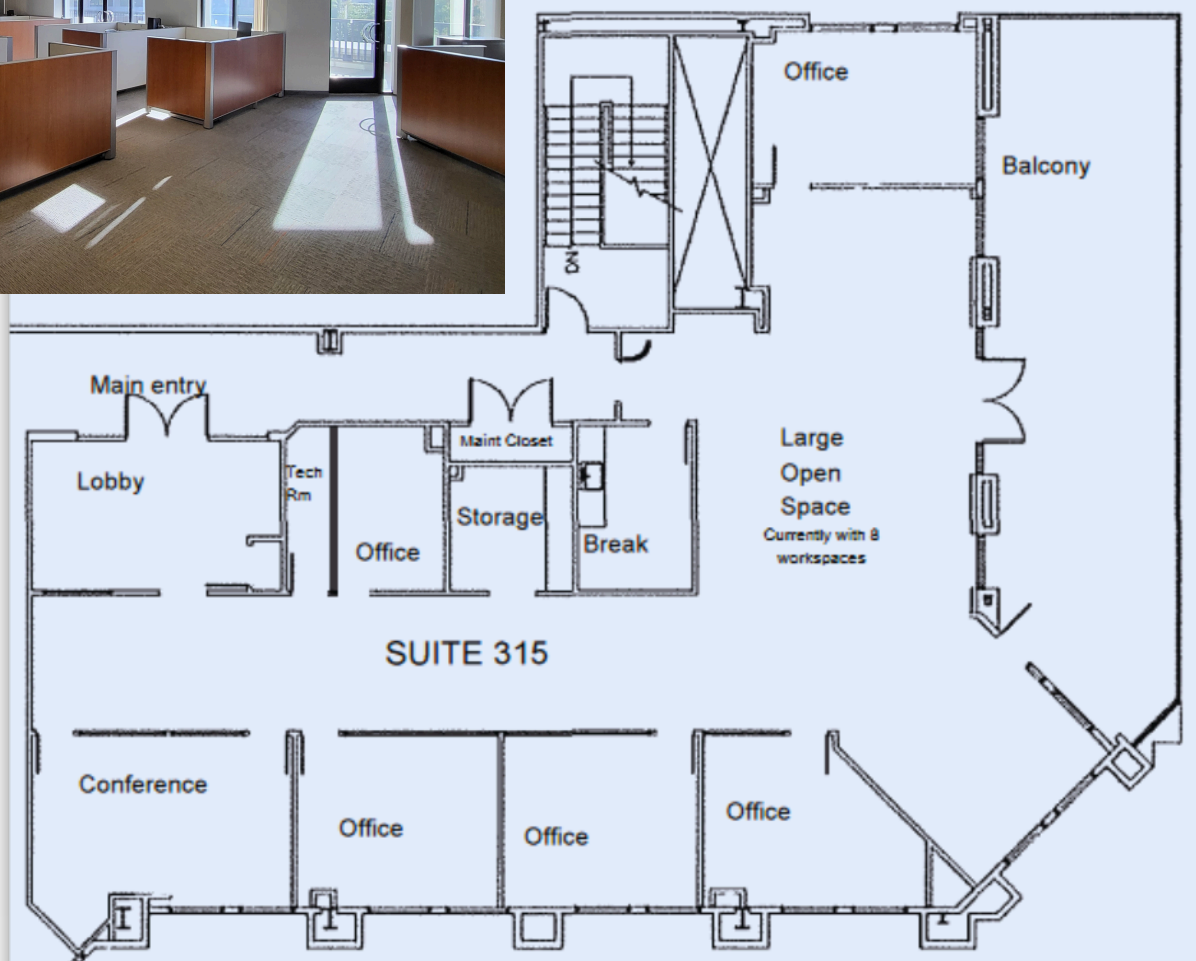 Office
Balcony
DN
Main entry
Lobby
Tech
Rm
Office
Maint Closet
Storage
Break
Large
Open
Space
Currently with 8
workspaces
SUITE 315
Conference
Office
Office
Office